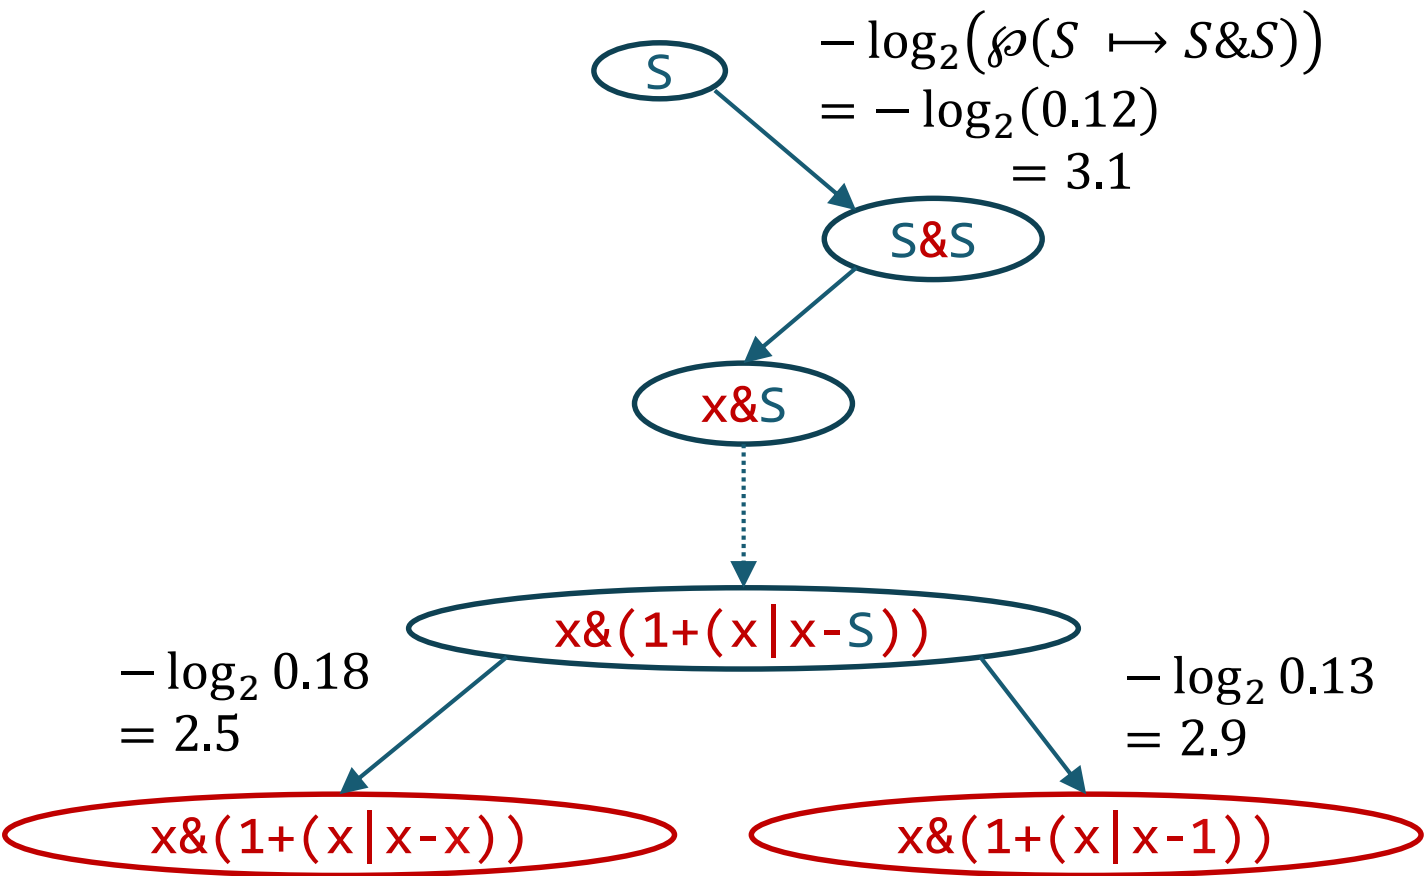 S
− log₂(℘(S ↦ S&S))
= − log₂(0.12)
= 3.1
S&S
x&S
x&(1+(x|x-S))
− log₂ 0.18
= 2.5
− log₂ 0.13
= 2.9
x&(1+(x|x-x))
x&(1+(x|x-1))